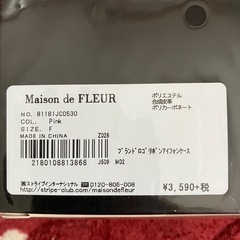 Maison de FLEUR
NO. 81181JC0530
COL. Pink
SIZE. F
MADE IN CHINA
Z028
ポリエステル
合成皮革
ポリカーボネート
ブランドロゴリボンアイフォンケース
2180108813868
J509 M02
㈱ストライプインターナショナル 0120-805-008
http://stripe-club.com/maisondefleur
¥3,590+税